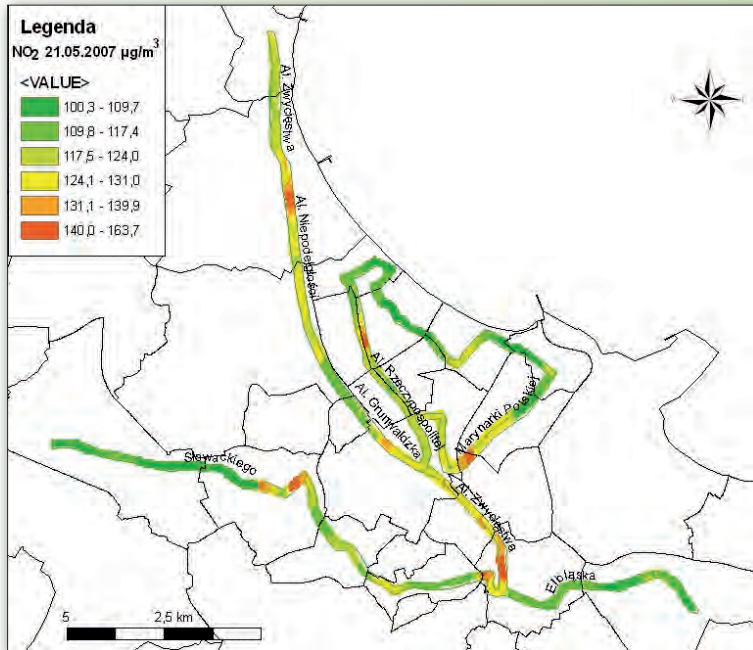 Legenda
NO₂ 21.05.2007 µg/m³
<VALUE>
100,3 - 109,7
109,8 - 117,4
117,5 - 124,0
124,1 - 131,0
131,1 - 139,9
140,0 - 163,7
Al. Zwycięstwa
Al. Niepodległości
Al. Rzeczypospolitej
Al. Grunwaldzka
Marynarki Polskiej
Słowackiego
Al. Zwycięstwa
Elbląska
5 2,5 km